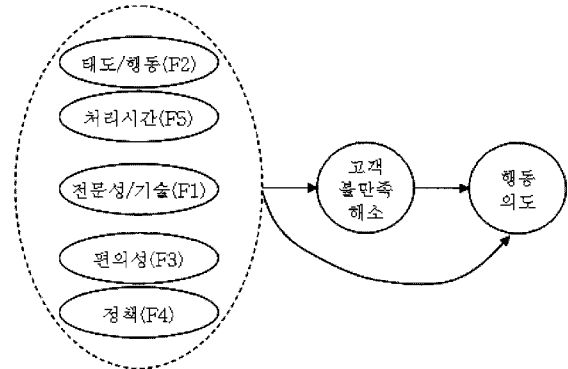 태도/행동(F2)
처리시간(F5)
전문성/기술(F1)
편의성(F3)
정책(F4)
고객
불만족
해소
행동
의도